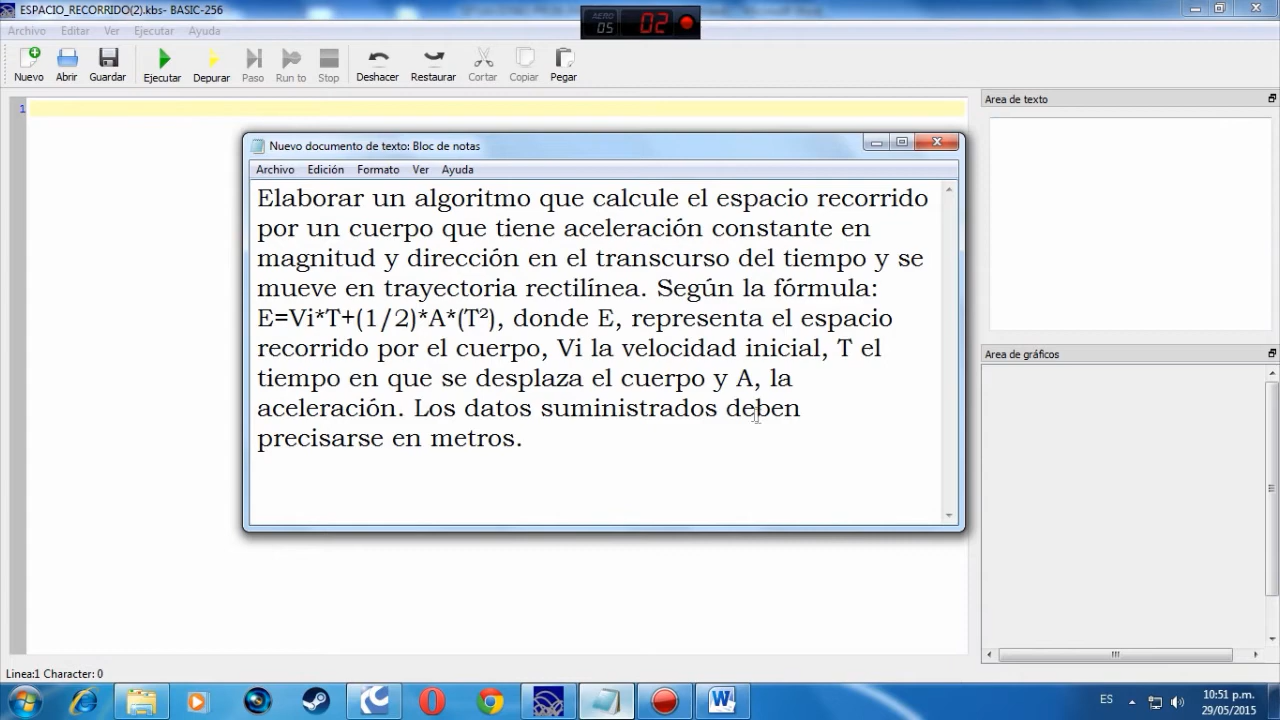 ESPACIO_RECORRIDO(2).kbs- BASIC-256
AERO
05
02
Archivo Editar Ver Ejecutar Ayuda
Nuevo Abrir Guardar Ejecutar Depurar Paso Run to Stop Deshacer Restaurar Cortar Copiar Pegar
1
Area de texto
Nuevo documento de texto: Bloc de notas
Archivo Edición Formato Ver Ayuda
Elaborar un algoritmo que calcule el espacio recorrido
por un cuerpo que tiene aceleración constante en
magnitud y dirección en el transcurso del tiempo y se
mueve en trayectoria rectilínea. Según la fórmula:
E=Vi*T+(1/2)*A*(T²), donde E, representa el espacio
recorrido por el cuerpo, Vi la velocidad inicial, T el
tiempo en que se desplaza el cuerpo y A, la
aceleración. Los datos suministrados deben
precisarse en metros.
Area de gráficos
Linea:1 Character: 0
ES
10:51 p.m.
29/05/2015